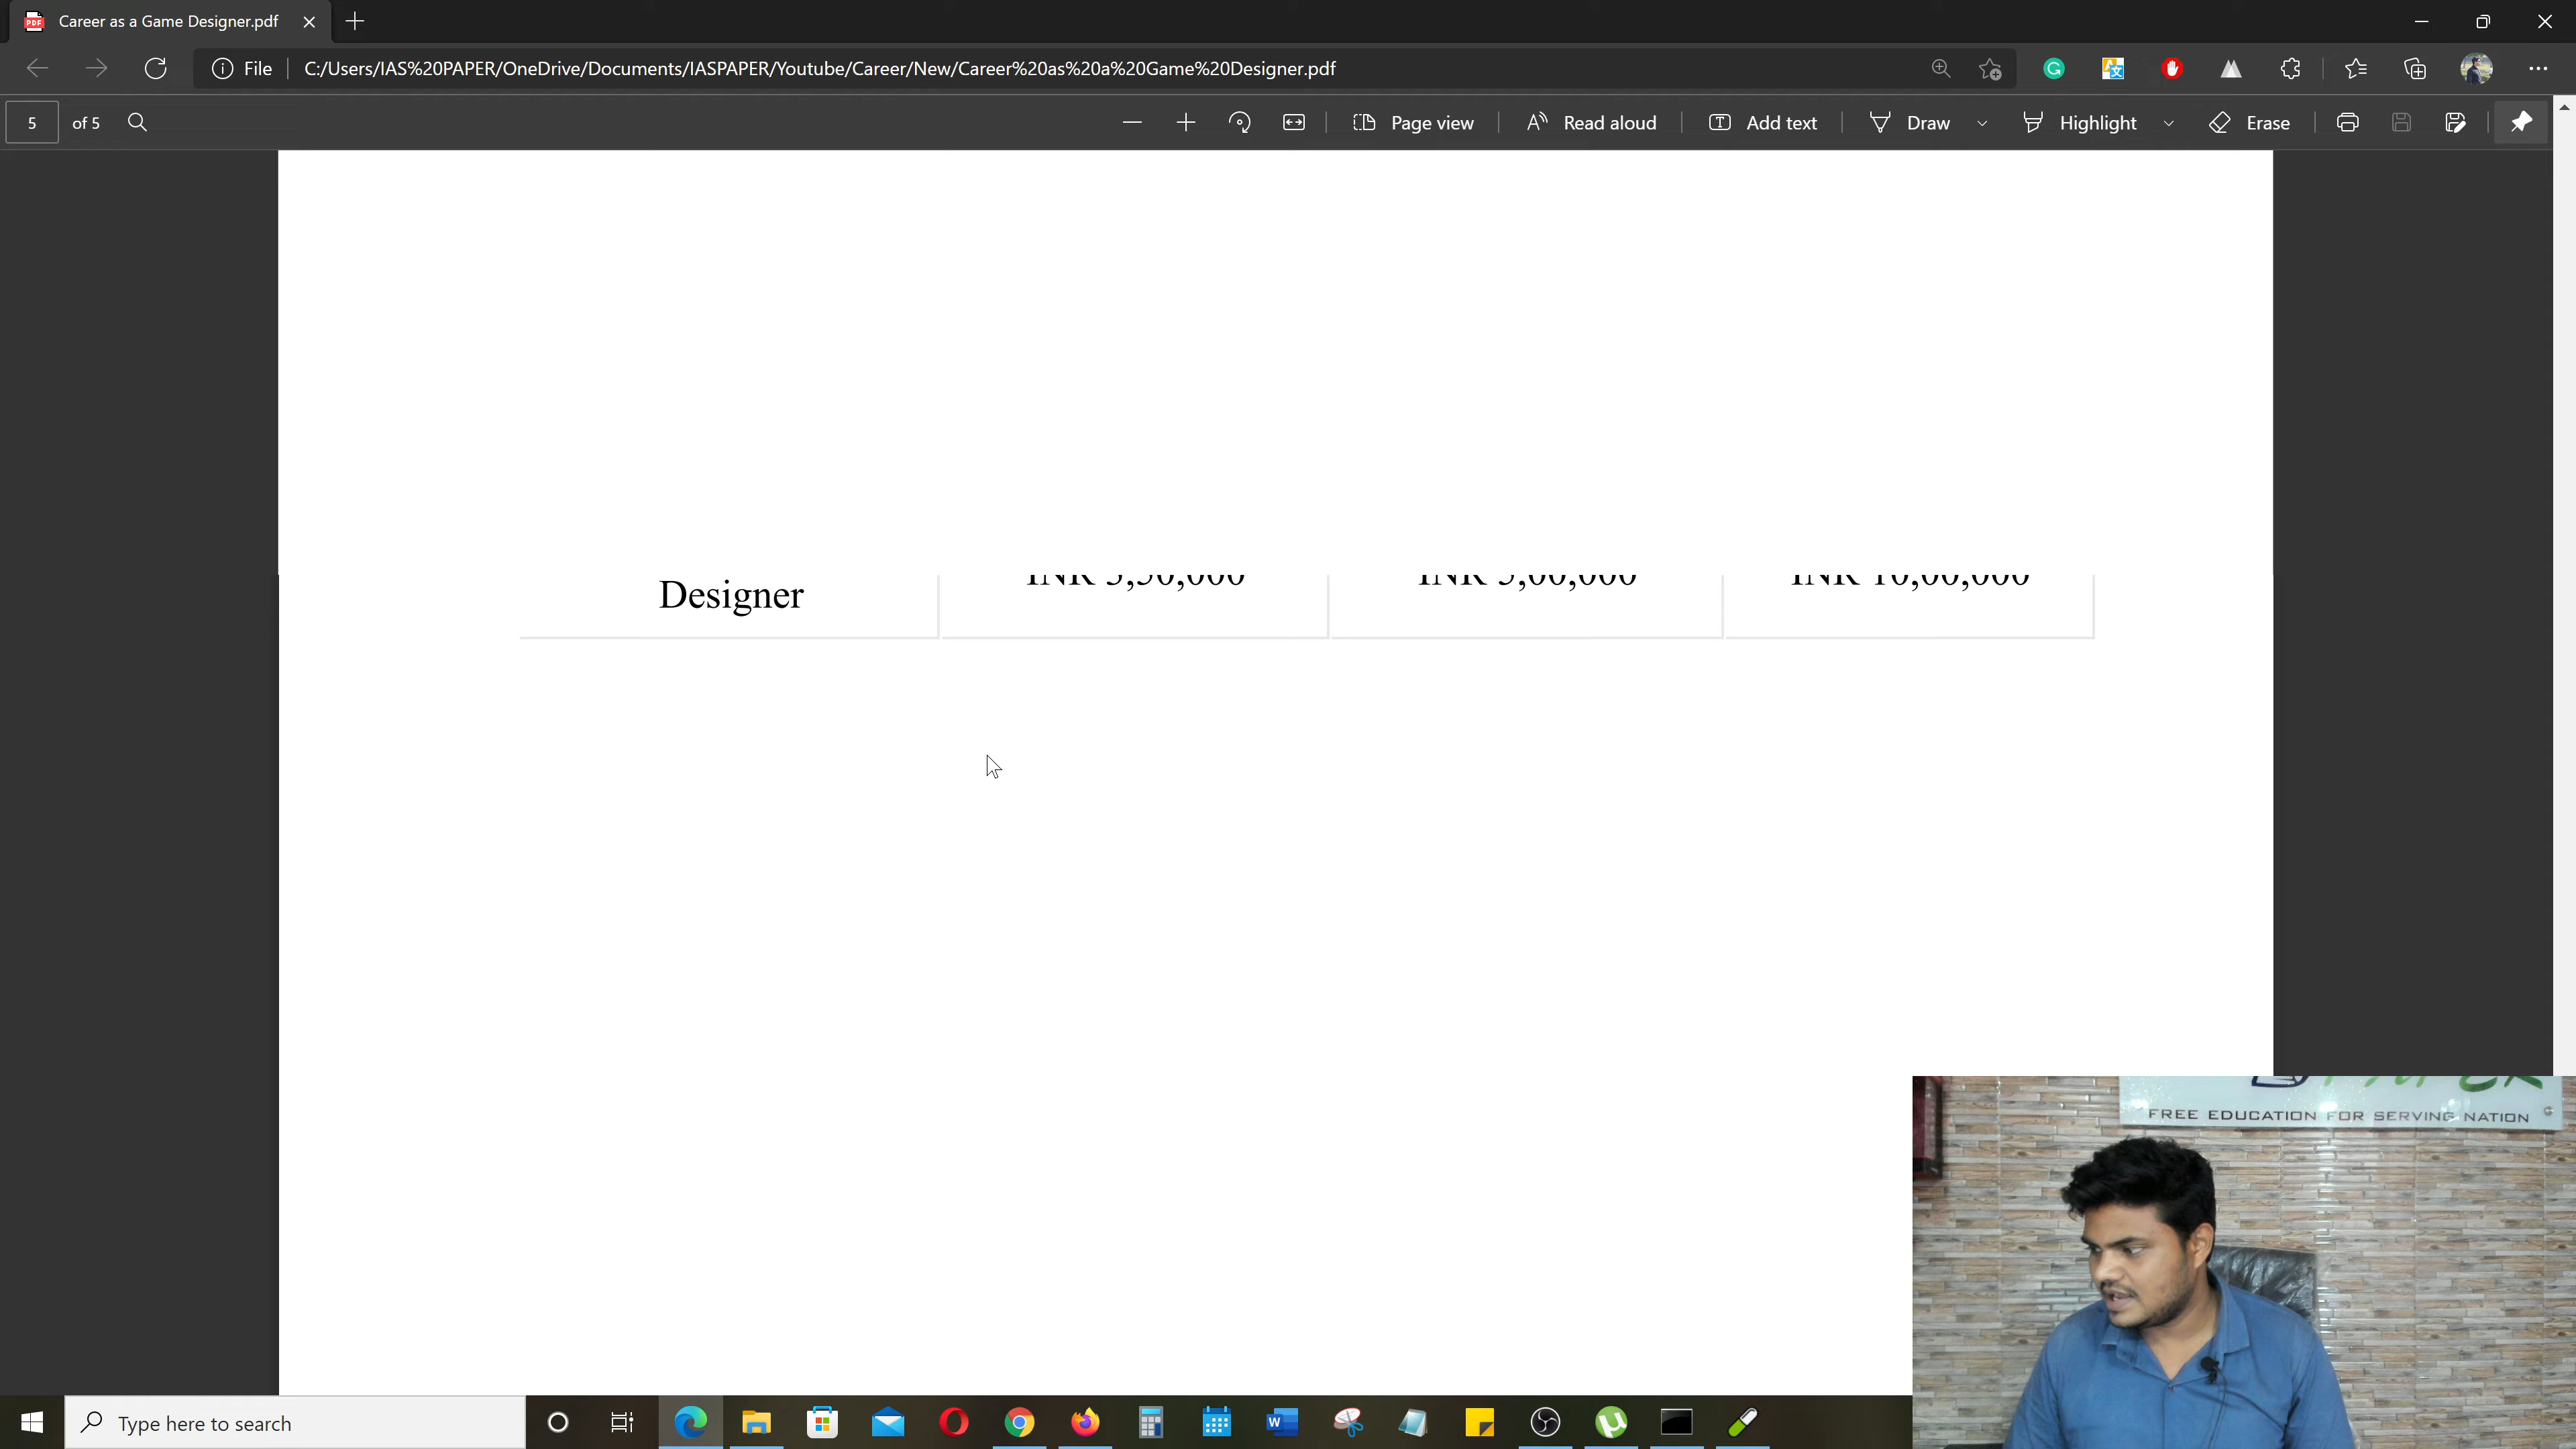 Career as a Game Designer.pdf
File
C:/Users/IAS%20PAPER/OneDrive/Documents/IASPAPER/Youtube/Career/New/Career%20as%20a%20Game%20Designer.pdf
5 of 5
Page view
Read aloud
Add text
Draw
Highlight
Erase
Designer
FREE EDUCATION FOR SERVING NATION
Type here to search